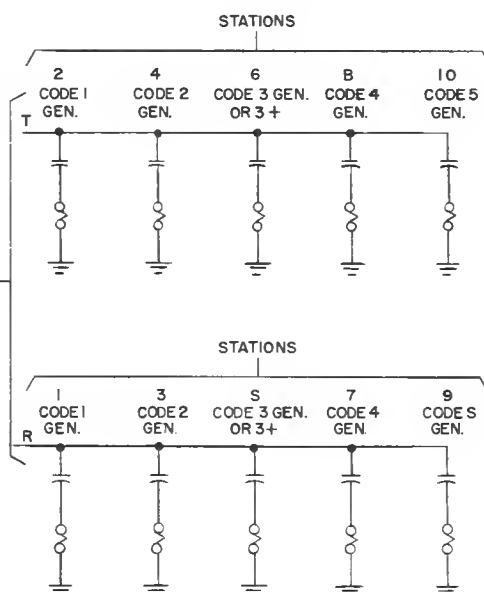 STATIONS
2 4 6 B 10
CODE 1 CODE 2 CODE 3 GEN. CODE 4 CODE 5
GEN. GEN. OR 3+ GEN. GEN.
T
STATIONS
1 3 S 7 9
CODE 1 CODE 2 CODE 3 GEN. CODE 4 CODE S
GEN. GEN. OR 3+ GEN. GEN.
R